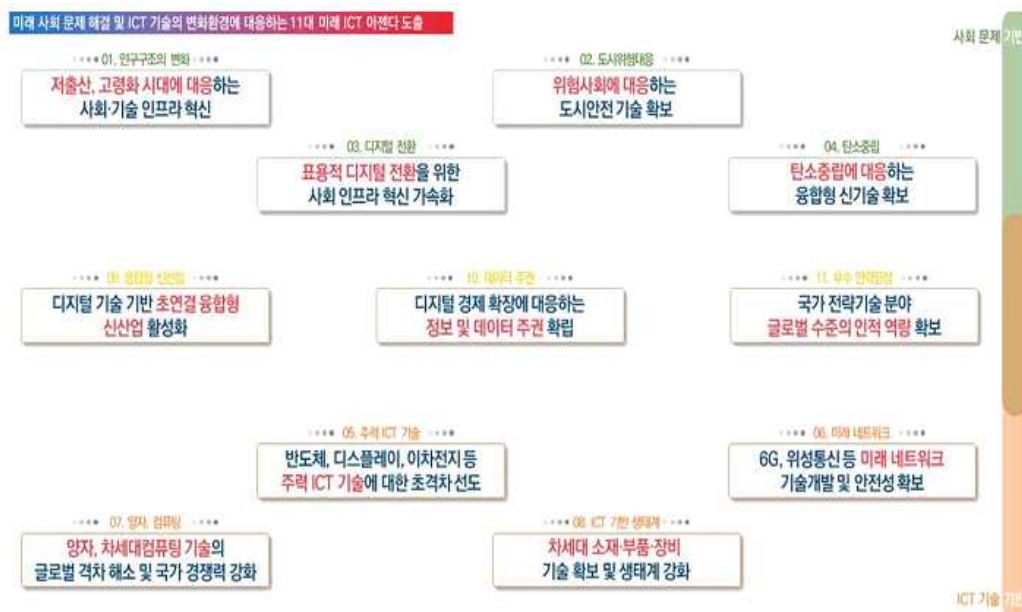 미래 사회 문제 해결 및 ICT 기술의 변화환경에 대응하는 11대 미래 ICT 아젠다 도출
사회 문제 기반
01. 인구구조의 변화
저출산, 고령화 시대에 대응하는
사회·기술 인프라 혁신
02. 도시위험대응
위험사회에 대응하는
도시안전 기술 확보
03. 디지털 전환
포용적 디지털 전환을 위한
사회 인프라 혁신 가속화
04. 탄소중립
탄소중립에 대응하는
융합형 신기술 확보
09. 융합형 신산업
디지털 기술 기반 초연결 융합형
신산업 활성화
10. 데이터 주권
디지털 경제 확장에 대응하는
정보 및 데이터 주권 확립
11. 우수 인력양성
국가 전략기술 분야
글로벌 수준의 인적 역량 확보
05. 주력 ICT 기술
반도체, 디스플레이, 이차전지 등
주력 ICT 기술에 대한 초격차 선도
06. 미래 네트워크
6G, 위성통신 등 미래 네트워크
기술개발 및 안전성 확보
07. 양자, 컴퓨팅
양자, 차세대컴퓨팅 기술의
글로벌 격차 해소 및 국가 경쟁력 강화
08. ICT 기반 생태계
차세대 소재·부품·장비
기술 확보 및 생태계 강화
ICT 기술 기반